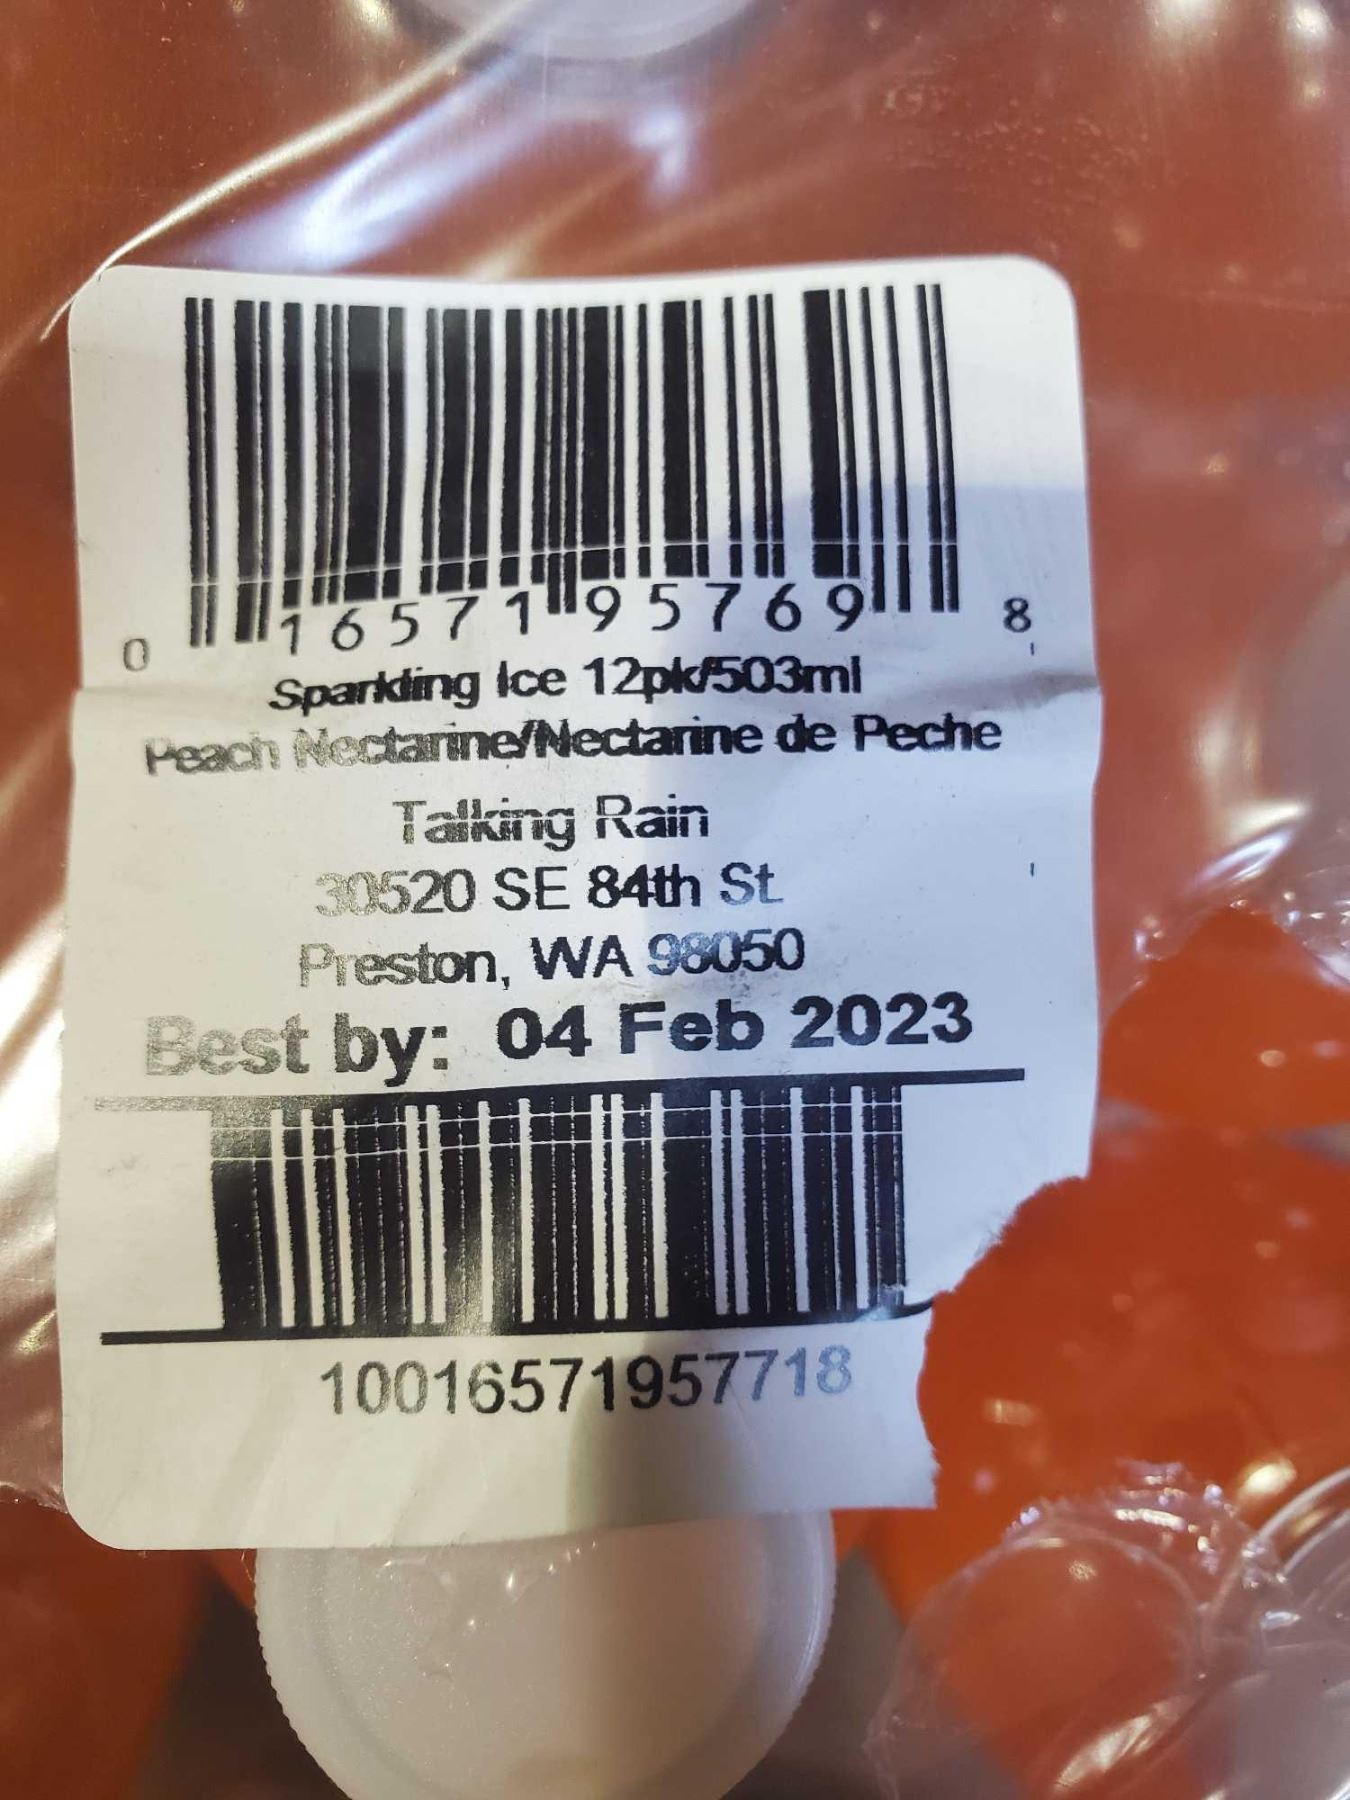 0 16571 95769 8
Sparkling Ice 12pk/503ml
Peach Nectarine/Nectarine de Peche
Talking Rain
30520 SE 84th St.
Preston, WA 98050
Best by: 04 Feb 2023
10016571957718